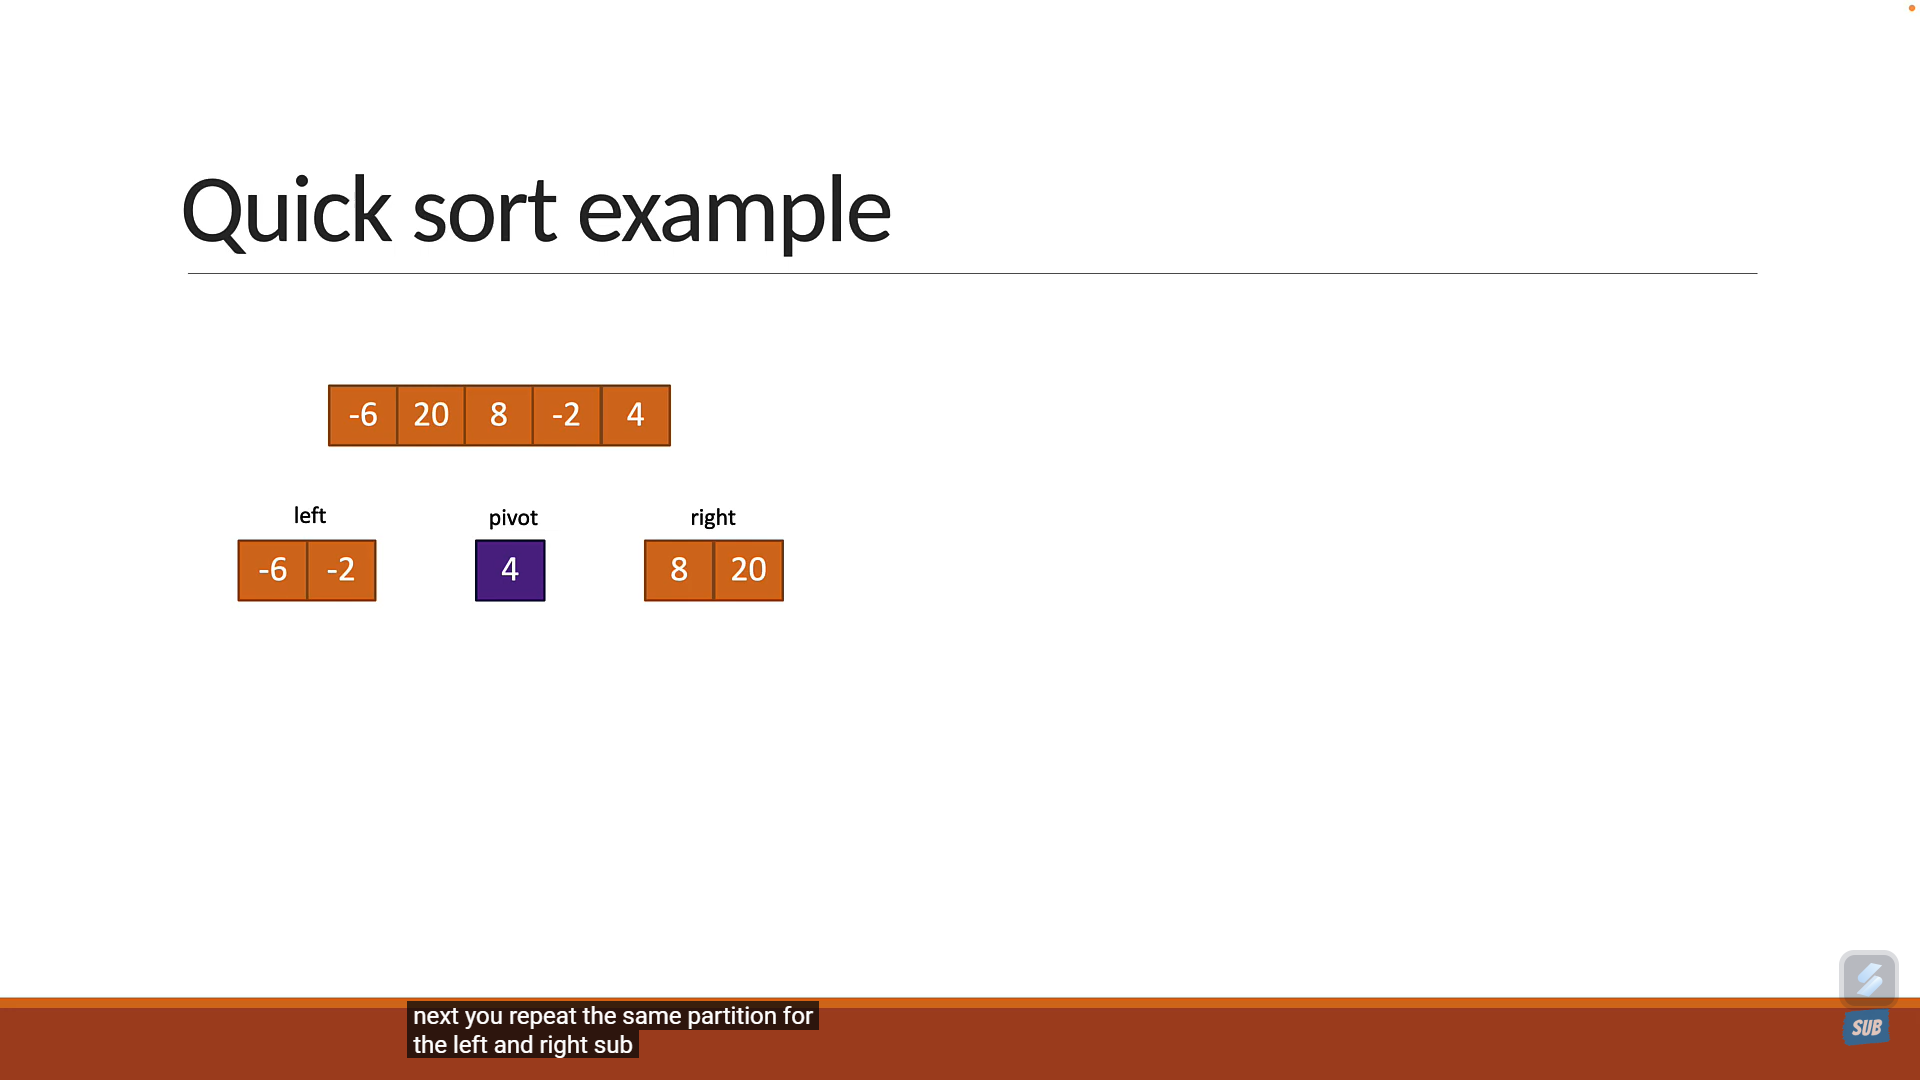 Quick sort example
-6 20 8 -2 4
left pivot right
-6 -2 4 8 20
next you repeat the same partition for
the left and right sub
SUB